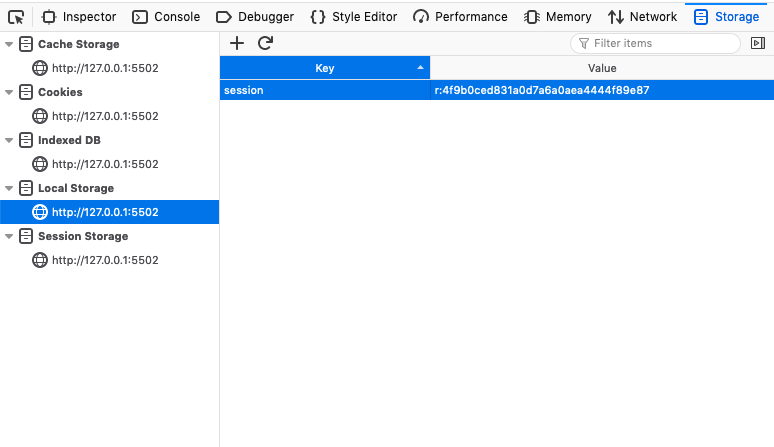 Inspector Console Debugger Style Editor Performance Memory Network Storage
Cache Storage
http://127.0.0.1:5502
Cookies
http://127.0.0.1:5502
Indexed DB
http://127.0.0.1:5502
Local Storage
http://127.0.0.1:5502
Session Storage
http://127.0.0.1:5502
Filter items
Key Value
session r:4f9b0ced831a0d7a6a0aea4444f89e87